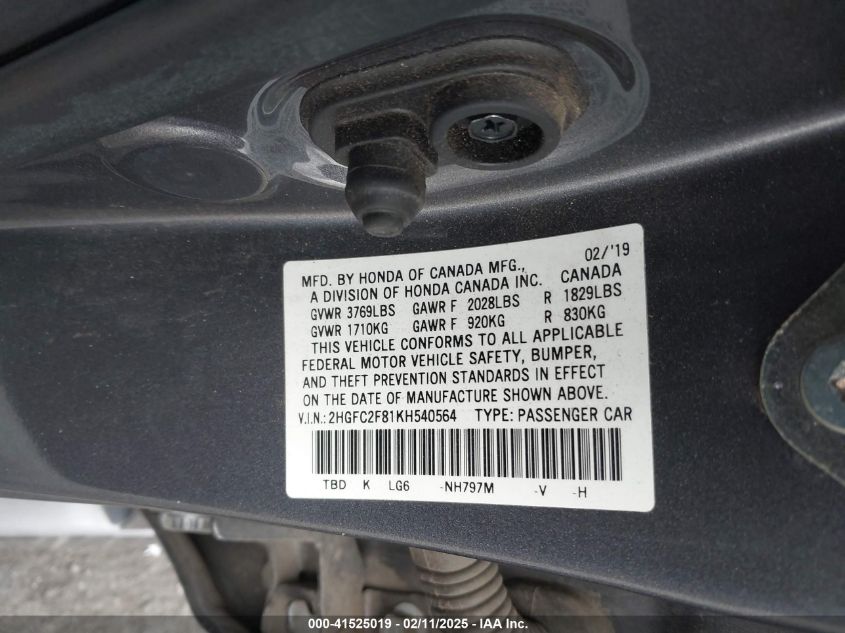 MFD. BY HONDA OF CANADA MFG., 02/'19
A DIVISION OF HONDA CANADA INC. CANADA
GVWR 3769LBS GAWR F 2028LBS R 1829LBS
GVWR 1710KG GAWR F 920KG R 830KG
THIS VEHICLE CONFORMS TO ALL APPLICABLE
FEDERAL MOTOR VEHICLE SAFETY, BUMPER,
AND THEFT PREVENTION STANDARDS IN EFFECT
ON THE DATE OF MANUFACTURE SHOWN ABOVE.
V.I.N.: 2HGFC2F81KH540564 TYPE: PASSENGER CAR
TBD K LG6 -NH797M -V -H
000-41525019 - 02/11/2025 - IAA Inc.